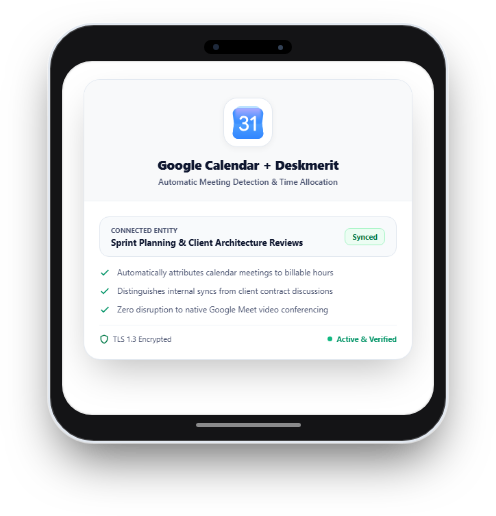 31
Google Calendar + Deskmerit
Automatic Meeting Detection & Time Allocation
CONNECTED ENTITY
Sprint Planning & Client Architecture Reviews
Synced
Automatically attributes calendar meetings to billable hours
Distinguishes internal syncs from client contract discussions
Zero disruption to native Google Meet video conferencing
TLS 1.3 Encrypted
Active & Verified